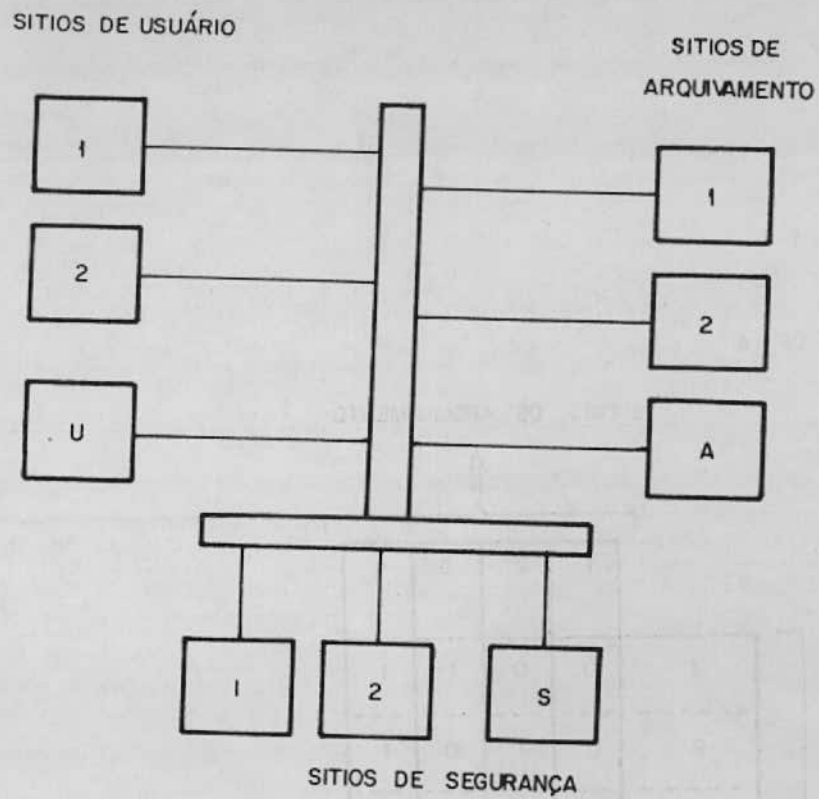 SITIOS DE USUÁRIO
SITIOS DE
ARQUIVAMENTO
1
1
2
2
U
A
1
2
S
SITIOS DE SEGURANÇA